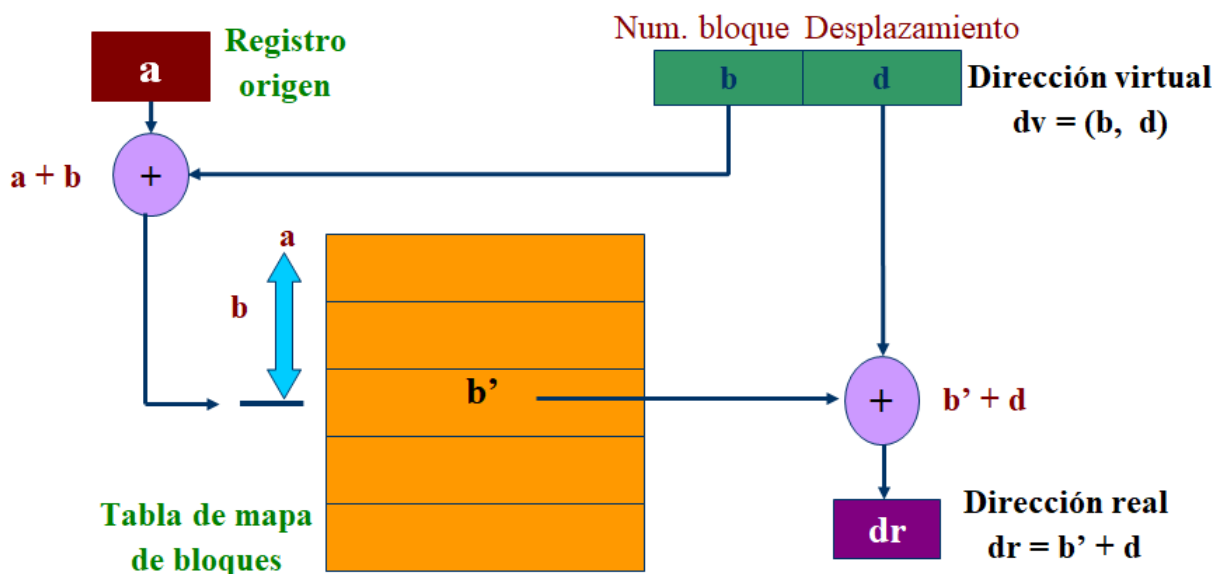 Num. bloque Desplazamiento
a
Registro
origen
b
d
Dirección virtual
dv = (b, d)
a + b
+
a
b
b’
+
b’ + d
Tabla de mapa
de bloques
dr
Dirección real
dr = b’ + d